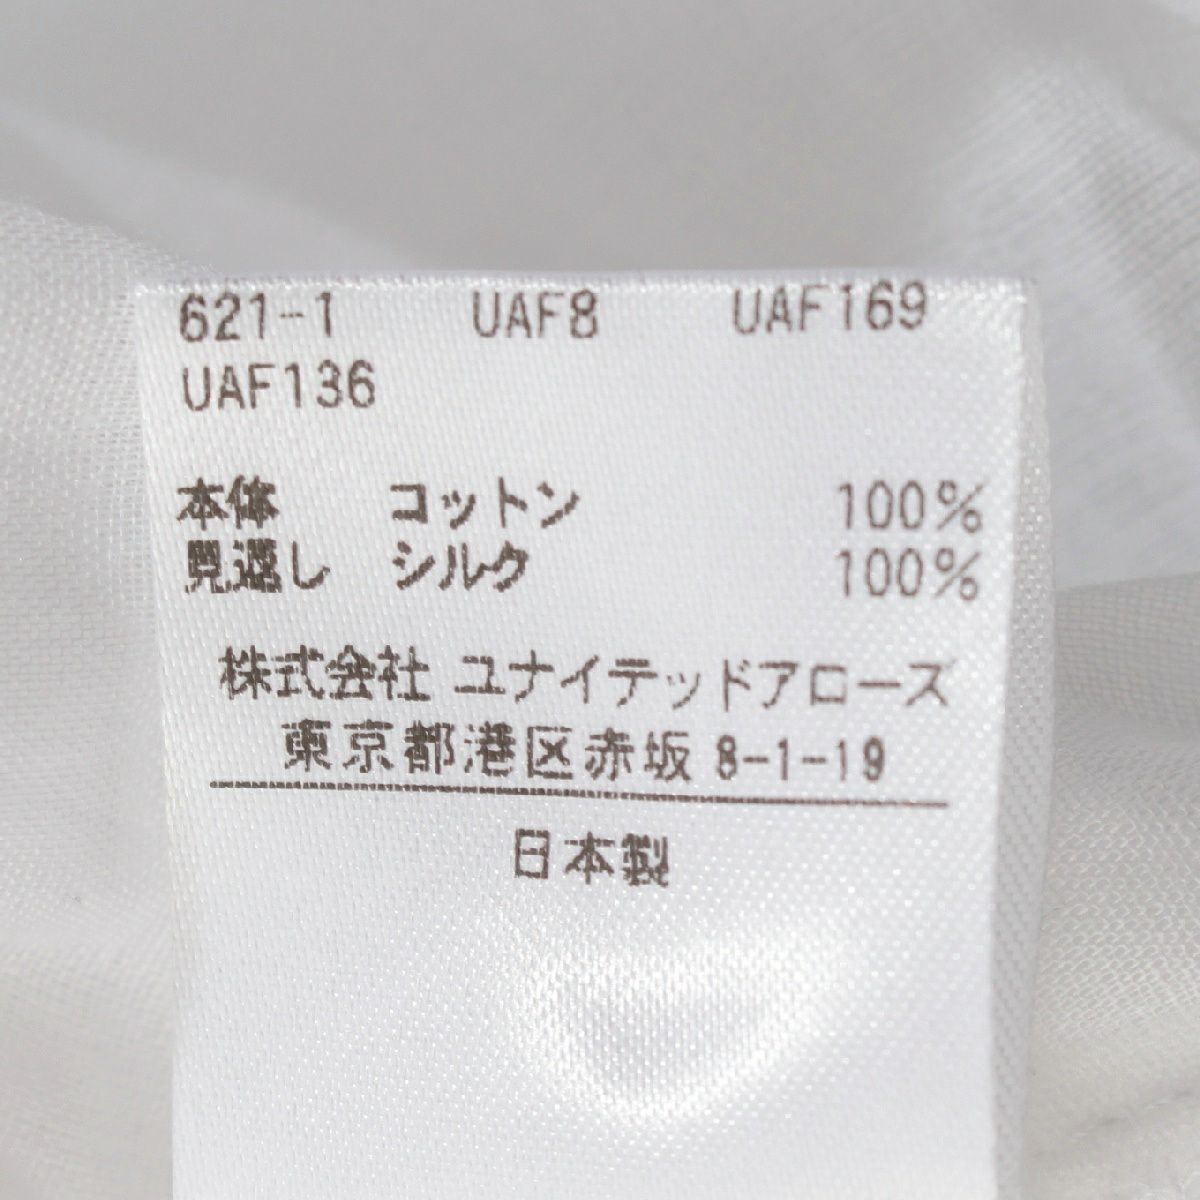 621-1 UAF8 UAF169
UAF136
本体 コットン 100%
見返し シルク 100%
株式会社 ユナイテッドアローズ
東京都港区赤坂 8-1-19
日本製